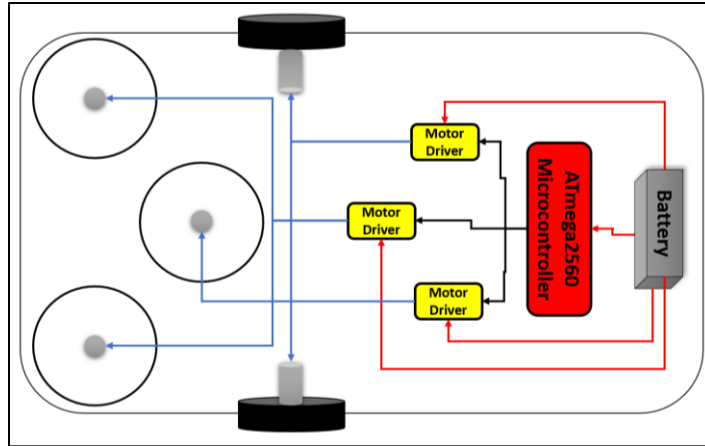 Motor
Driver
Motor
Driver
Motor
Driver
ATmega2560
Microcontroller
Battery